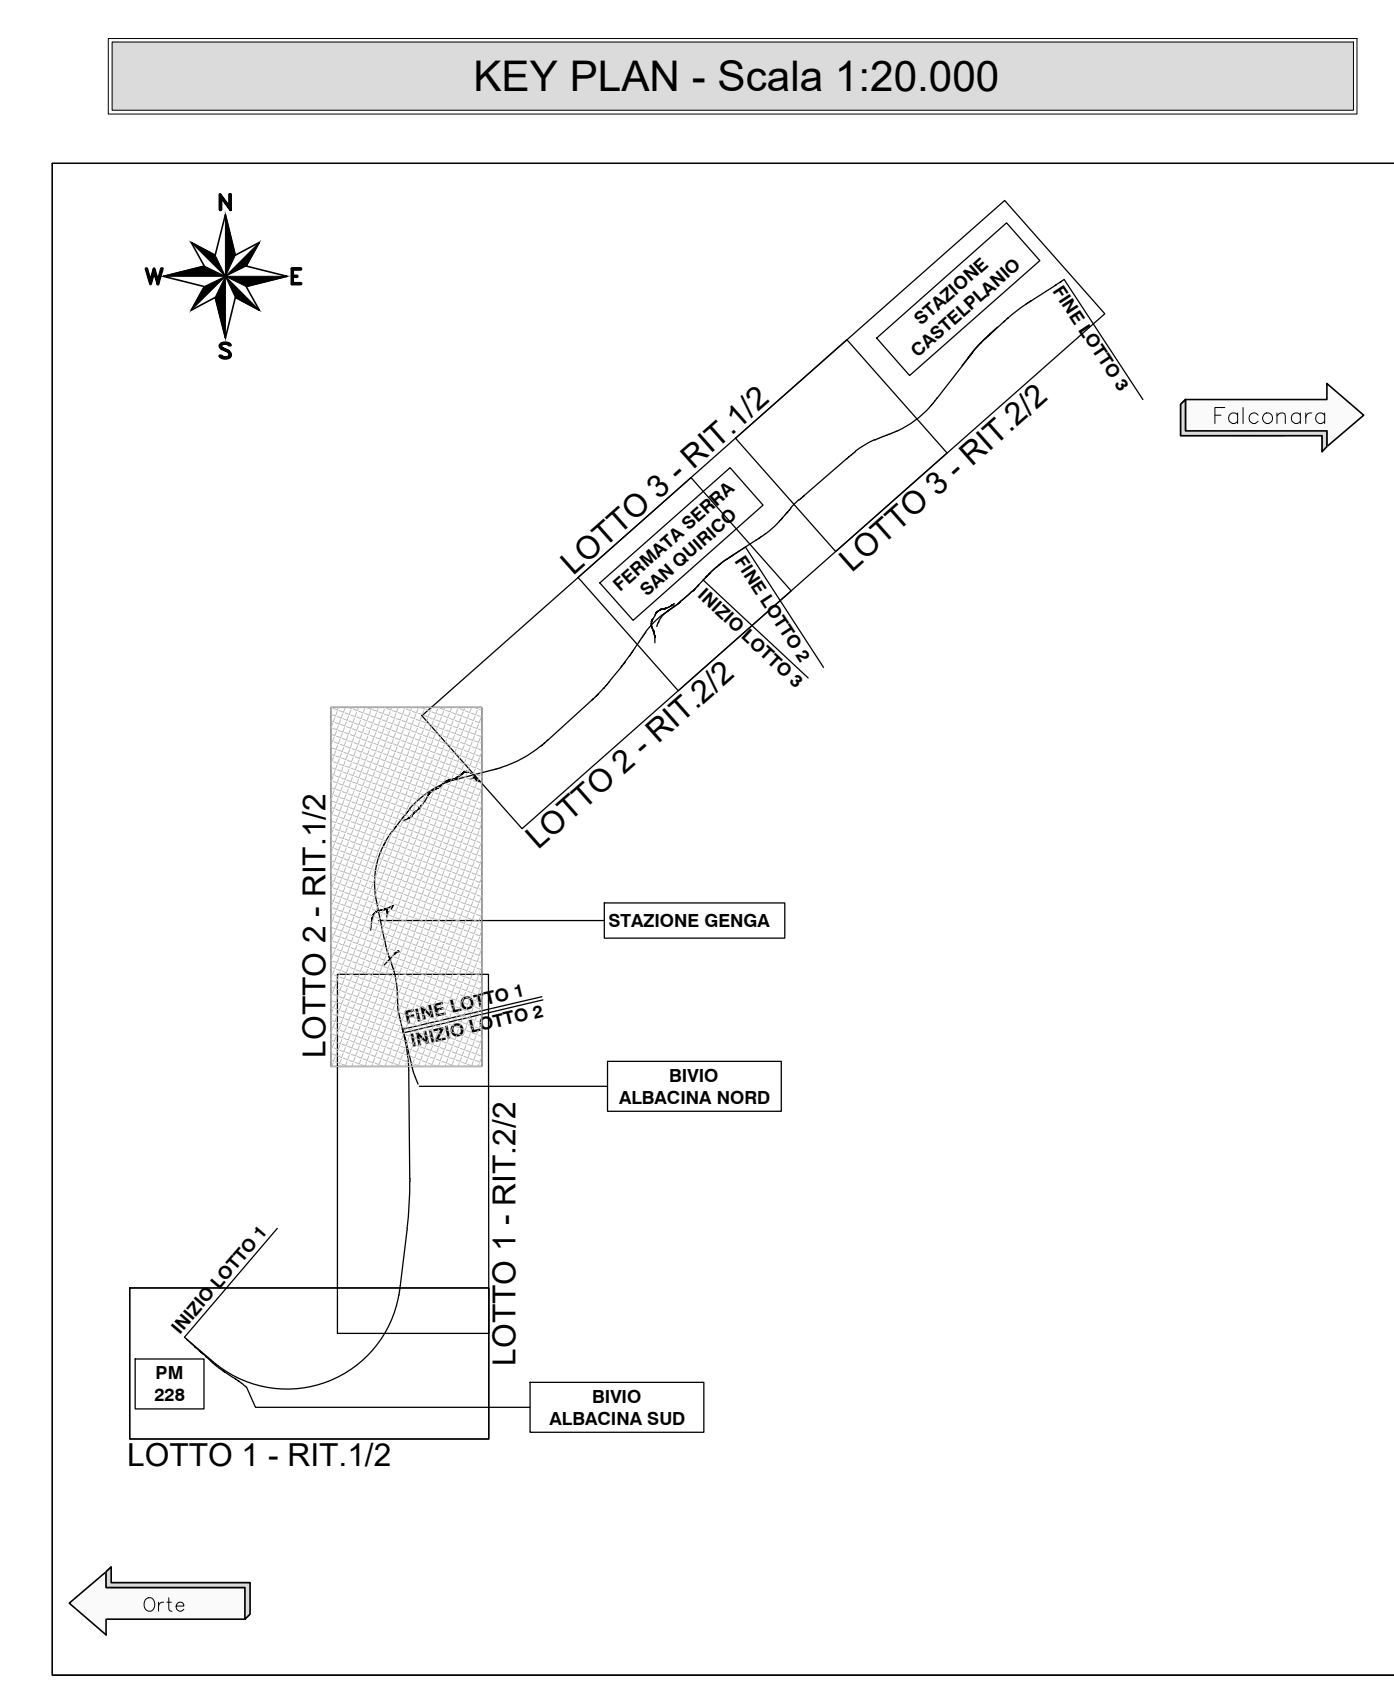 KEY PLAN - Scala 1:20.000
N
W
E
S
STAZIONE
CASTELPLANIO
FINE LOTTO 3
Falconara
LOTTO 3 - RIT.1/2
LOTTO 3 - RIT.2/2
FERMATA SERRA
SAN QUIRICO
FINE LOTTO 2
INIZIO LOTTO 3
LOTTO 2 - RIT.2/2
LOTTO 2 - RIT.1/2
STAZIONE GENGA
FINE LOTTO 1
INIZIO LOTTO 2
BIVIO
ALBACINA NORD
LOTTO 1 - RIT.2/2
INIZIO LOTTO 1
PM
228
BIVIO
ALBACINA SUD
LOTTO 1 - RIT.1/2
Orte